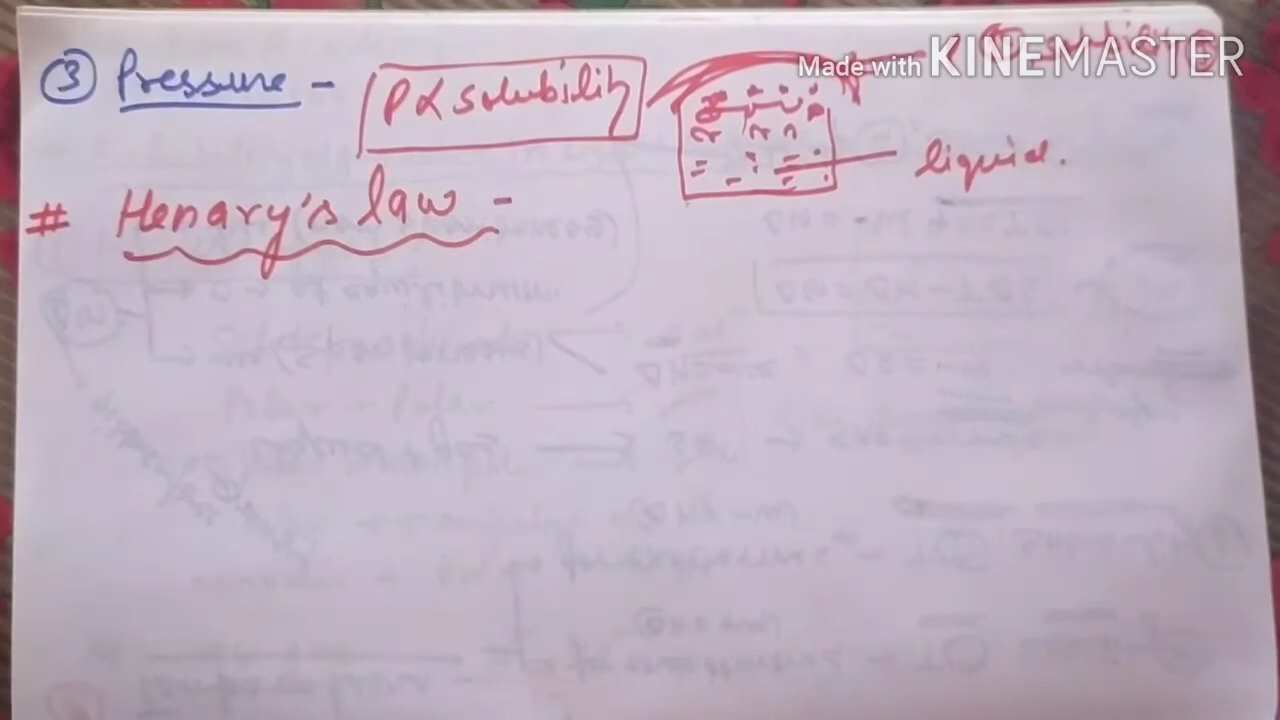 ③ Pressure - P α solubility
Made with KINEMASTER
liquid.
# Henary's law -